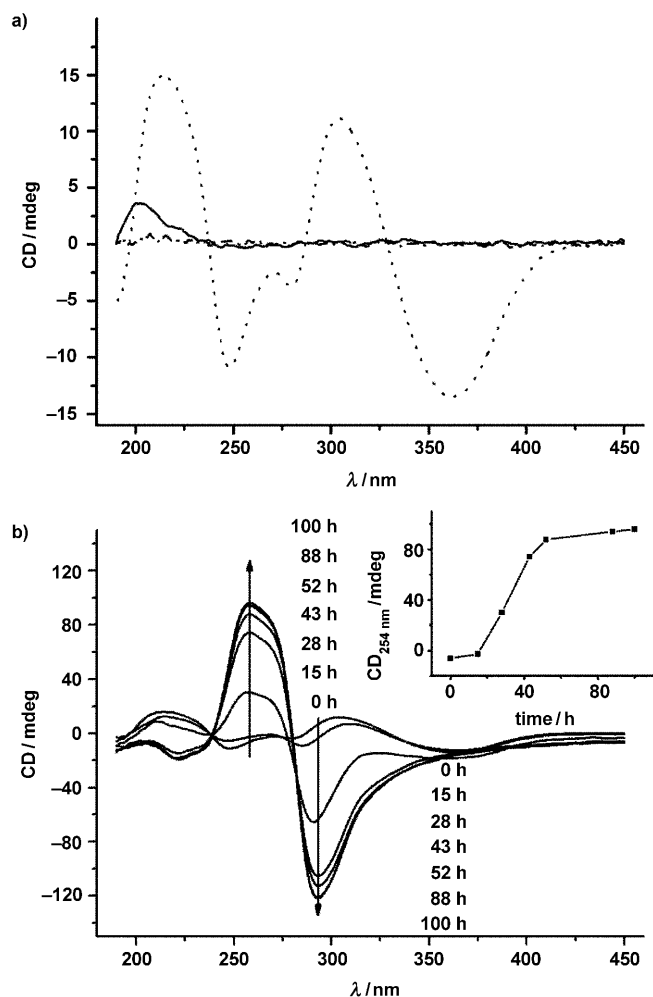 a)
15
10
5
0
–5
–10
–15
CD / mdeg
200
250
300
350
400
450
λ / nm
b)
120
80
40
0
–40
–80
–120
CD / mdeg
100 h
88 h
52 h
43 h
28 h
15 h
0 h
80
40
0
CD254 nm / mdeg
0
40
80
time / h
0 h
15 h
28 h
43 h
52 h
88 h
100 h
200
250
300
350
400
450
λ / nm